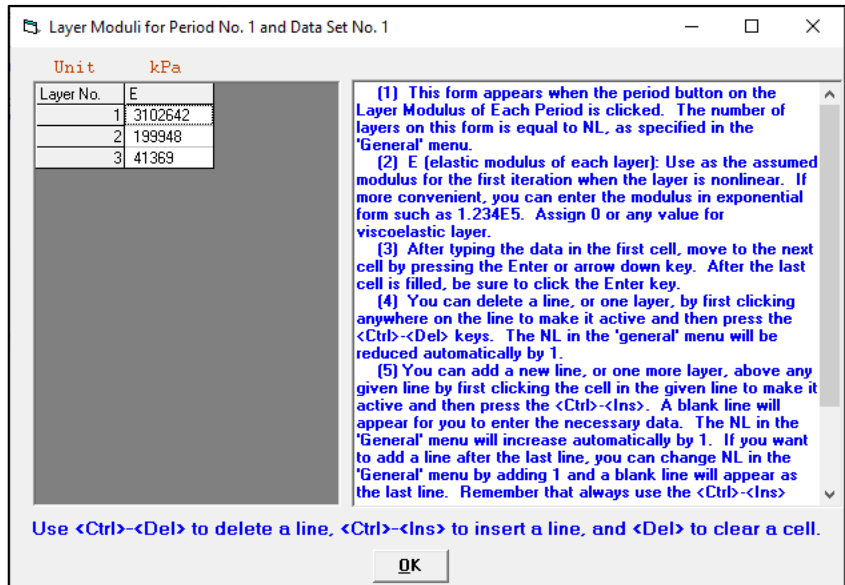 Layer Moduli for Period No. 1 and Data Set No. 1
Unit kPa
Layer No. E
1 3102642
2 199948
3 41369
(1) This form appears when the period button on the
Layer Modulus of Each Period is clicked. The number of
layers on this form is equal to NL, as specified in the
'General' menu.
(2) E (elastic modulus of each layer): Use as the assumed
modulus for the first iteration when the layer is nonlinear. If
more convenient, you can enter the modulus in exponential
form such as 1.234E5. Assign 0 or any value for
viscoelastic layer.
(3) After typing the data in the first cell, move to the next
cell by pressing the Enter or arrow down key. After the last
cell is filled, be sure to click the Enter key.
(4) You can delete a line, or one layer, by first clicking
anywhere on the line to make it active and then press the
<Ctrl>-<Del> keys. The NL in the 'general' menu will be
reduced automatically by 1.
(5) You can add a new line, or one more layer, above any
given line by first clicking the cell in the given line to make it
active and then press the <Ctrl>-<Ins>. A blank line will
appear for you to enter the necessary data. The NL in the
'General' menu will increase automatically by 1. If you want
to add a line after the last line, you can change NL in the
'General' menu by adding 1 and a blank line will appear as
the last line. Remember that always use the <Ctrl>-<Ins>
Use <Ctrl>-<Del> to delete a line, <Ctrl>-<Ins> to insert a line, and <Del> to clear a cell.
OK